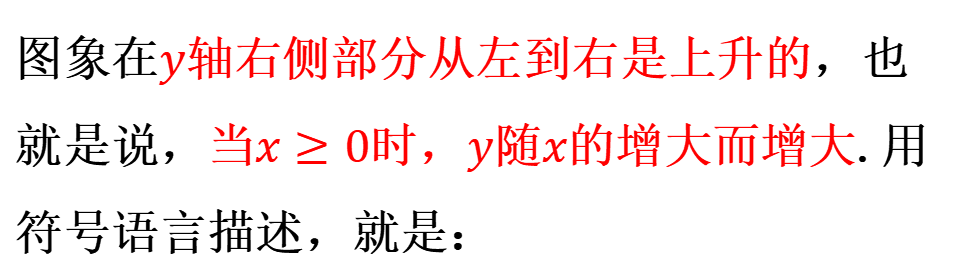 图象在y轴右侧部分从左到右是上升的，也
就是说，当x ≥ 0时，y随x的增大而增大. 用
符号语言描述，就是：